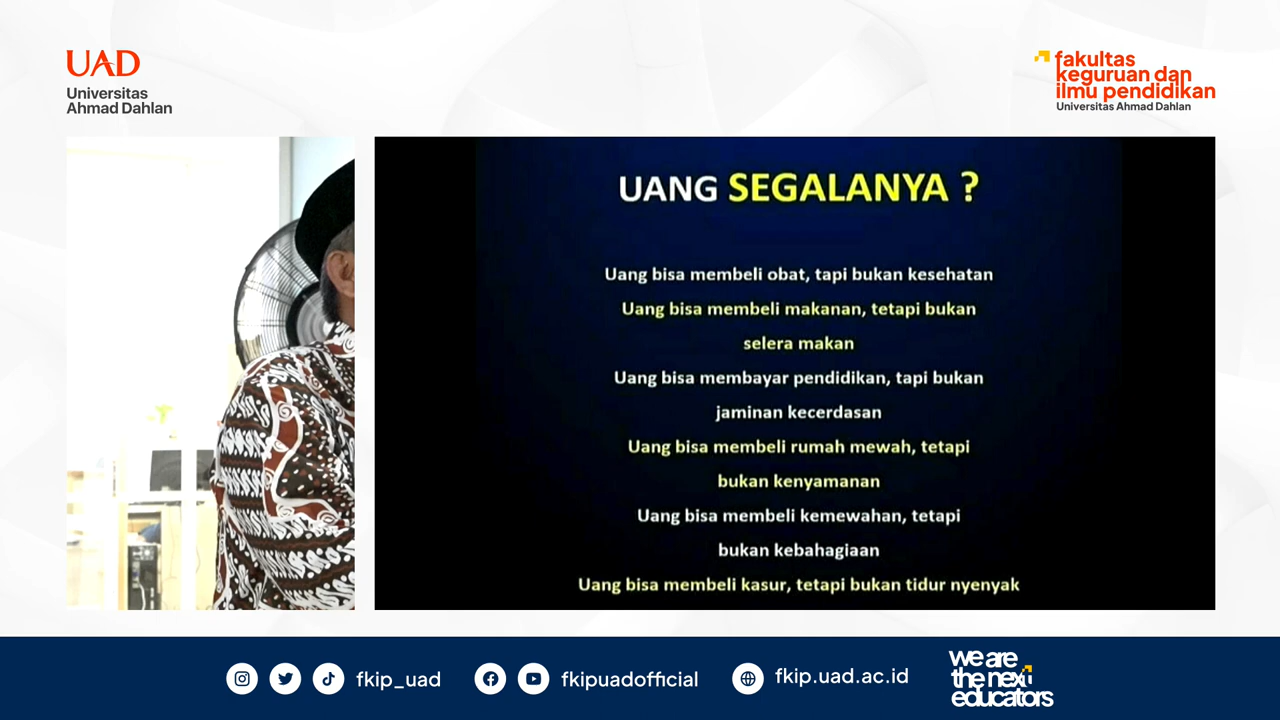 UAD
Universitas
Ahmad Dahlan
fakultas
keguruan dan
ilmu pendidikan
Universitas Ahmad Dahlan
UANG SEGALANYA ?
Uang bisa membeli obat, tapi bukan kesehatan
Uang bisa membeli makanan, tetapi bukan
selera makan
Uang bisa membayar pendidikan, tapi bukan
jaminan kecerdasan
Uang bisa membeli rumah mewah, tetapi
bukan kenyamanan
Uang bisa membeli kemewahan, tetapi
bukan kebahagiaan
Uang bisa membeli kasur, tetapi bukan tidur nyenyak
fkip_uad
fkipuadofficial
fkip.uad.ac.id
we are
the next
educators